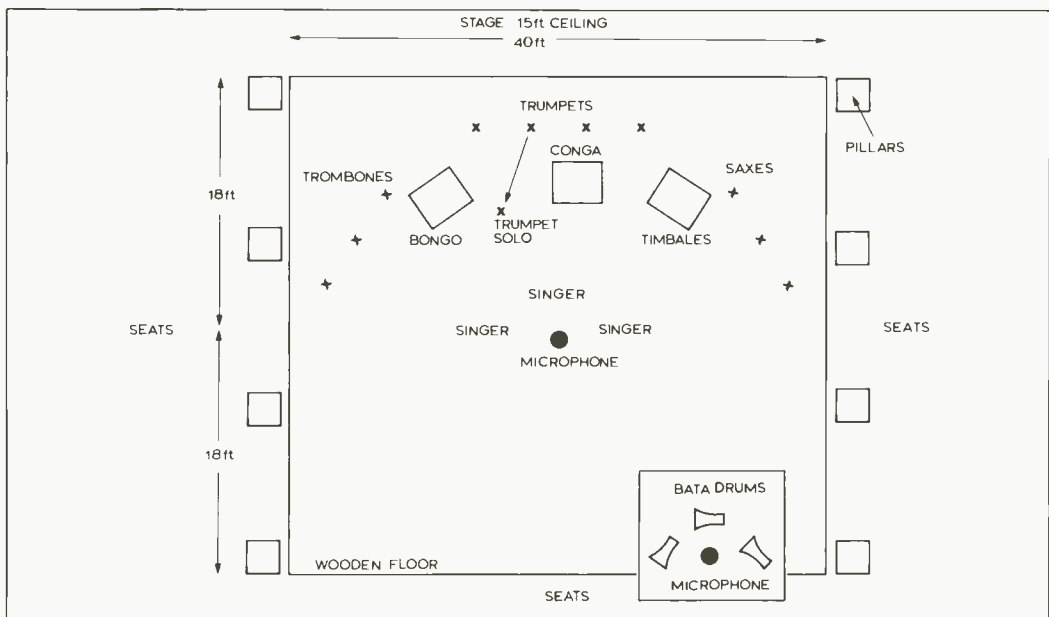 STAGE 15ft CEILING
40ft
TRUMPETS
CONGA
PILLARS
TROMBONES
SAXES
18ft
TRUMPET
SOLO
BONGO
TIMBALES
SINGER
SEATS
SINGER
SINGER
SEATS
MICROPHONE
18ft
BATA DRUMS
WOODEN FLOOR
MICROPHONE
SEATS